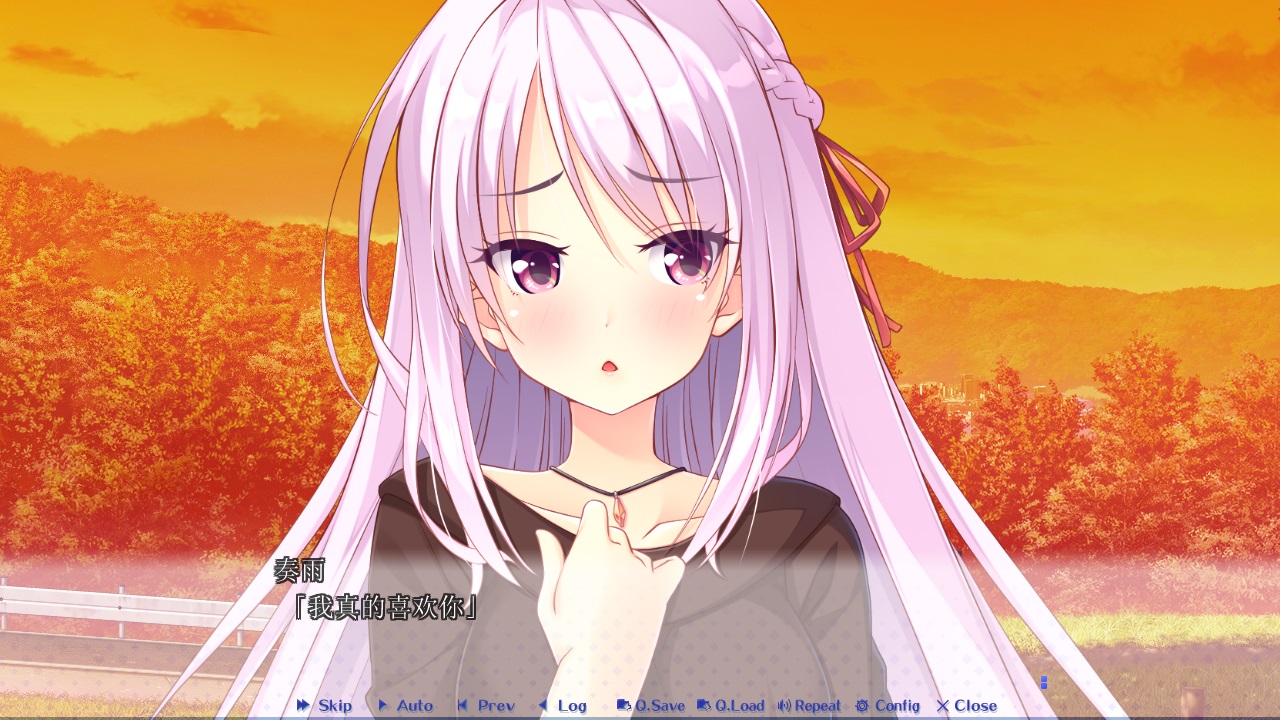 奏雨
「我真的喜欢你」
Skip Auto Prev Log Q.Save Q.Load Repeat Config Close